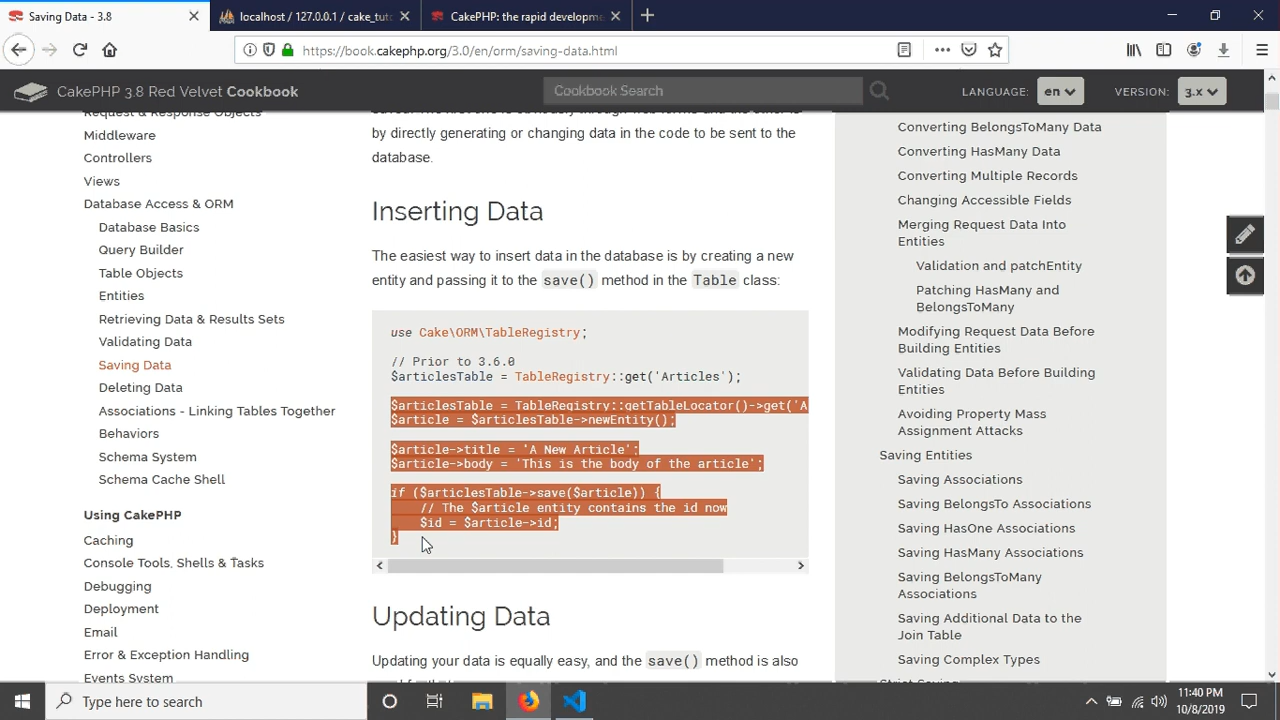 Saving Data - 3.8
localhost / 127.0.0.1 / cake_tuto
CakePHP: the rapid developme
https://book.cakephp.org/3.0/en/orm/saving-data.html
CakePHP 3.8 Red Velvet Cookbook
Cookbook Search
LANGUAGE:
en
VERSION:
3.x
Request & Response Objects
Middleware
Controllers
Views
Database Access & ORM
Database Basics
Query Builder
Table Objects
Entities
Retrieving Data & Results Sets
Validating Data
Saving Data
Deleting Data
Associations - Linking Tables Together
Behaviors
Schema System
Schema Cache Shell
Using CakePHP
Caching
Console Tools, Shells & Tasks
Debugging
Deployment
Email
Error & Exception Handling
Events System
by directly generating or changing data in the code to be sent to the
database.
Inserting Data
The easiest way to insert data in the database is by creating a new
entity and passing it to the save() method in the Table class:
use Cake\ORM\TableRegistry;
// Prior to 3.6.0
$articlesTable = TableRegistry::get('Articles');
$articlesTable = TableRegistry::getTableLocator()->get('A
$article = $articlesTable->newEntity();
$article->title = 'A New Article';
$article->body = 'This is the body of the article';
if ($articlesTable->save($article)) {
// The $article entity contains the id now
$id = $article->id;
}
Updating Data
Updating your data is equally easy, and the save() method is also
Converting BelongsToMany Data
Converting HasMany Data
Converting Multiple Records
Changing Accessible Fields
Merging Request Data Into
Entities
Validation and patchEntity
Patching HasMany and
BelongsToMany
Modifying Request Data Before
Building Entities
Validating Data Before Building
Entities
Avoiding Property Mass
Assignment Attacks
Saving Entities
Saving Associations
Saving BelongsTo Associations
Saving HasOne Associations
Saving HasMany Associations
Saving BelongsToMany
Associations
Saving Additional Data to the
Join Table
Saving Complex Types
Type here to search
11:40 PM
10/8/2019